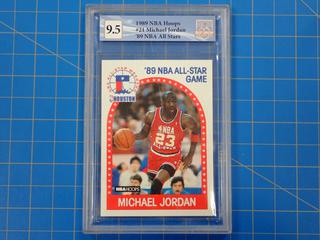 9.5
1989 NBA Hoops
#21 Michael Jordan
'89 NBA All Stars
'89 NBA ALL-STAR
GAME
HOUSTON
NBA
23
NBA HOOPS
MICHAEL JORDAN